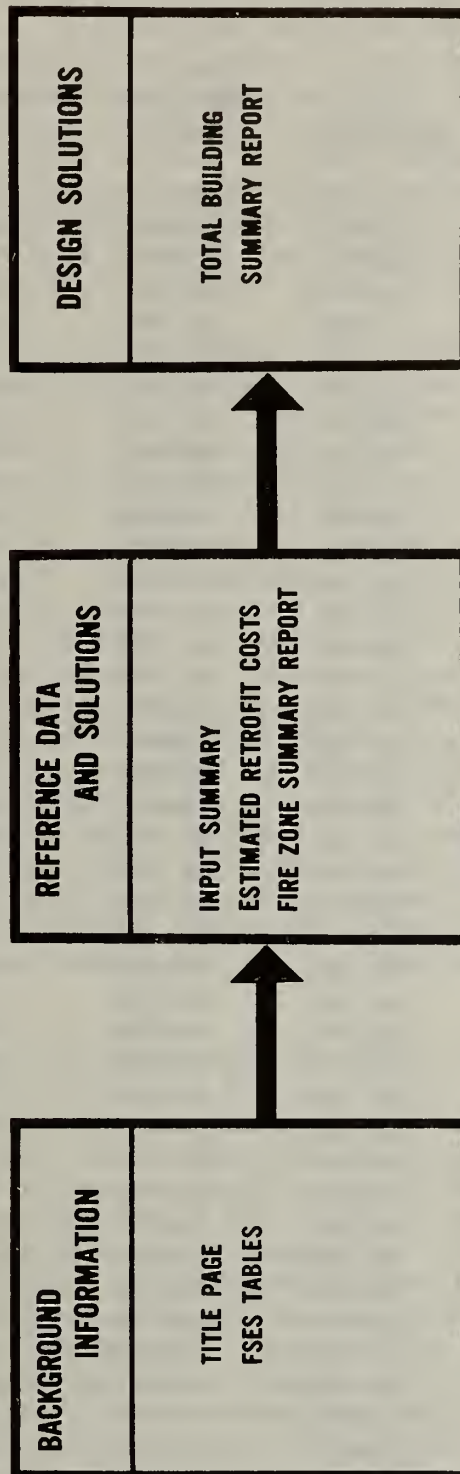 BACKGROUND
INFORMATION
TITLE PAGE
FSES TABLES
REFERENCE DATA
AND SOLUTIONS
INPUT SUMMARY
ESTIMATED RETROFIT COSTS
FIRE ZONE SUMMARY REPORT
DESIGN SOLUTIONS
TOTAL BUILDING
SUMMARY REPORT